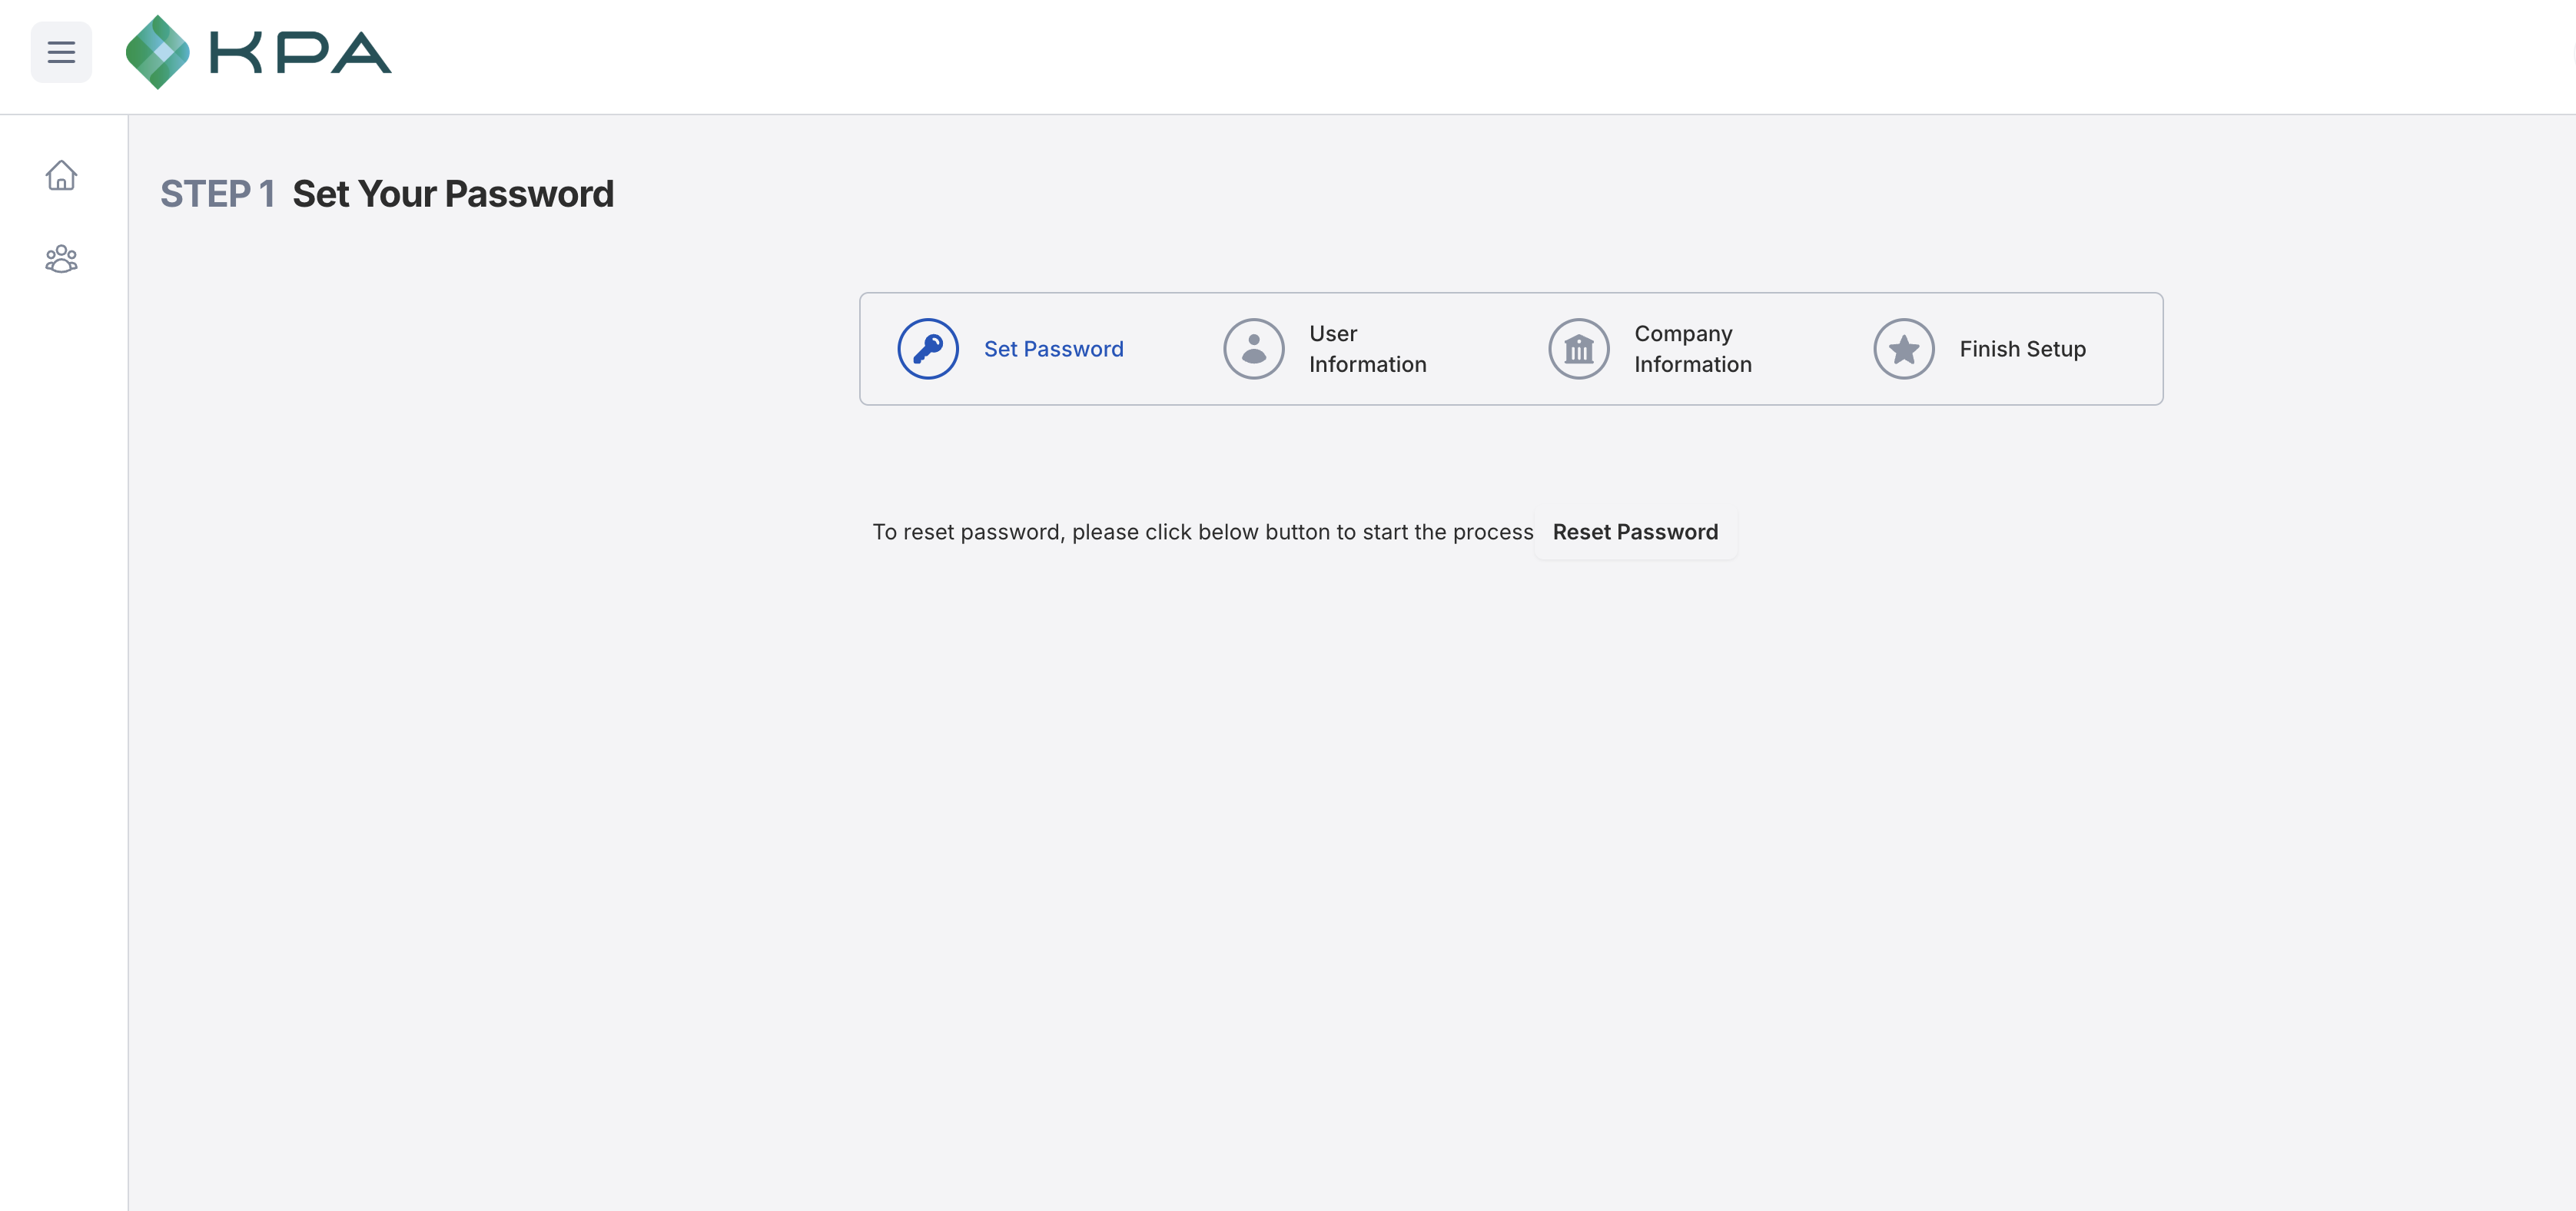 KPA
STEP 1 Set Your Password
Set Password
User
Information
Company
Information
Finish Setup
To reset password, please click below button to start the process Reset Password